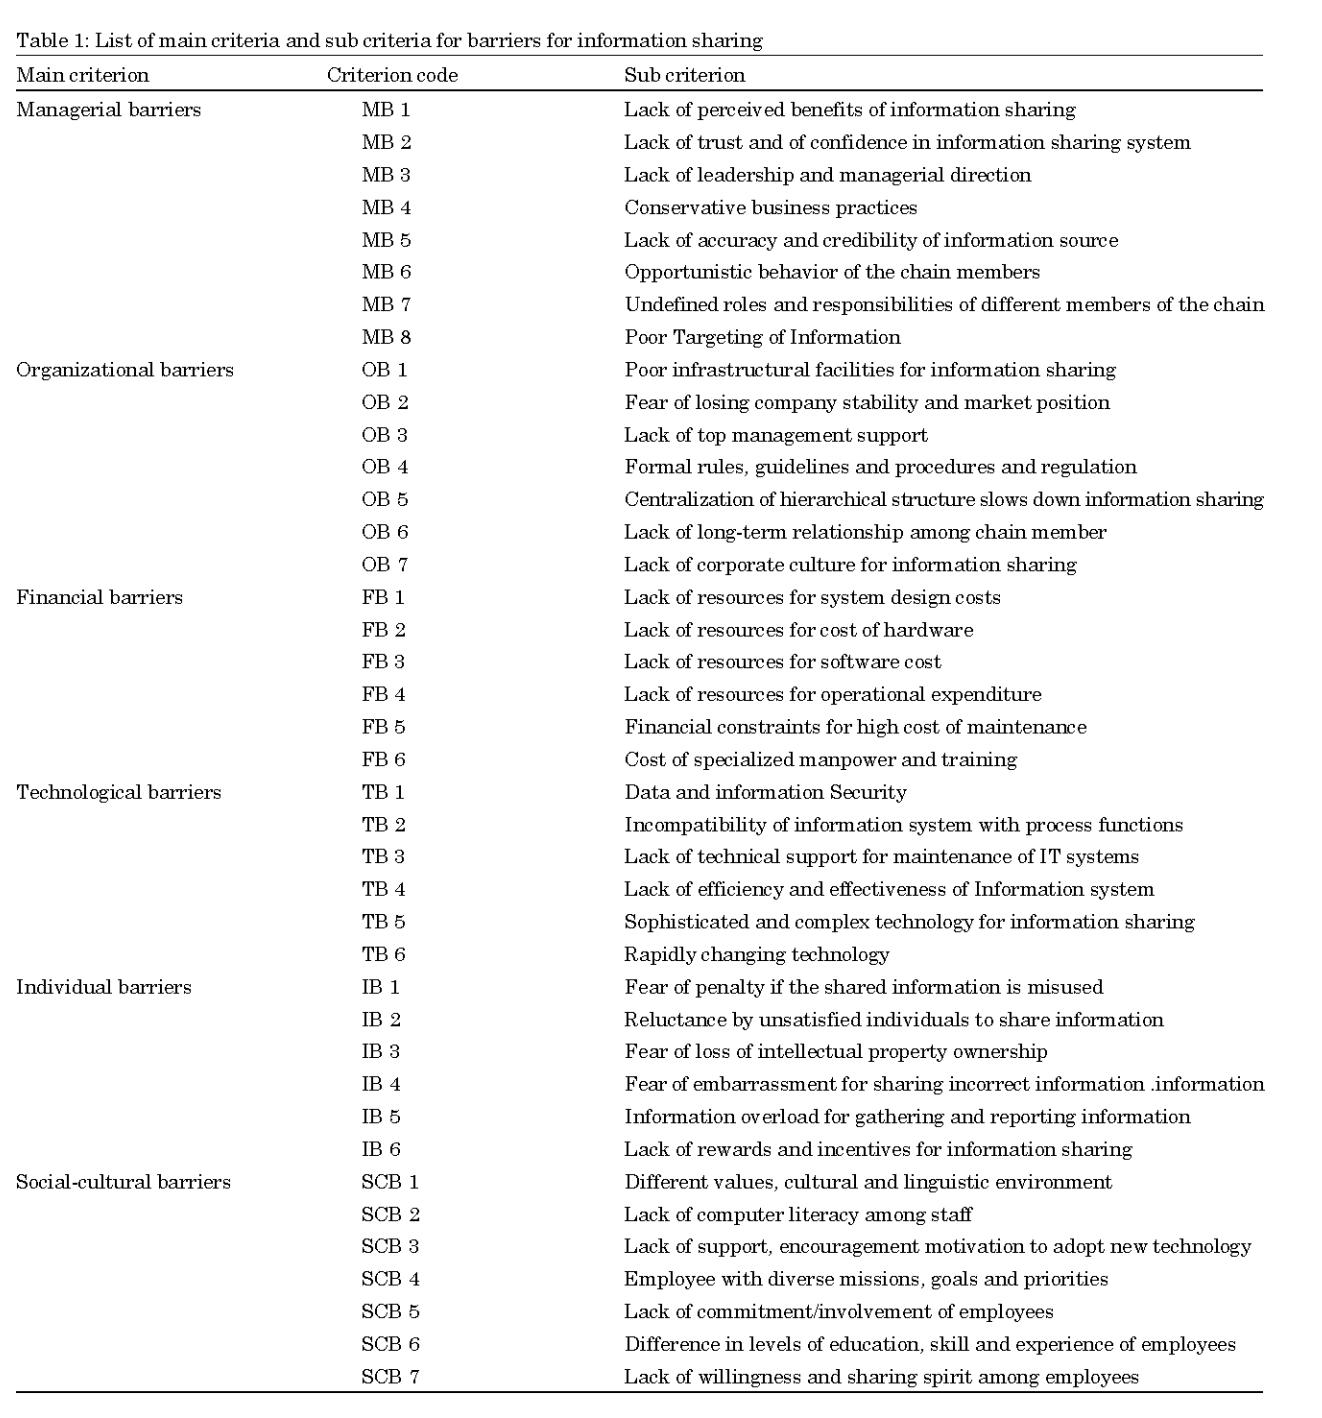 Table 1: List of main criteria and sub criteria for barriers for information sharing
Main criterion Criterion code Sub criterion
Managerial barriers MB 1 Lack of perceived benefits of information sharing
MB 2 Lack of trust and of confidence in information sharing system
MB 3 Lack of leadership and managerial direction
MB 4 Conservative business practices
MB 5 Lack of accuracy and credibility of information source
MB 6 Opportunistic behavior of the chain members
MB 7 Undefined roles and responsibilities of different members of the chain
MB 8 Poor Targeting of Information
Organizational barriers OB 1 Poor infrastructural facilities for information sharing
OB 2 Fear of losing company stability and market position
OB 3 Lack of top management support
OB 4 Formal rules, guidelines and procedures and regulation
OB 5 Centralization of hierarchical structure slows down information sharing
OB 6 Lack of long-term relationship among chain member
OB 7 Lack of corporate culture for information sharing
Financial barriers FB 1 Lack of resources for system design costs
FB 2 Lack of resources for cost of hardware
FB 3 Lack of resources for software cost
FB 4 Lack of resources for operational expenditure
FB 5 Financial constraints for high cost of maintenance
FB 6 Cost of specialized manpower and training
Technological barriers TB 1 Data and information Security
TB 2 Incompatibility of information system with process functions
TB 3 Lack of technical support for maintenance of IT systems
TB 4 Lack of efficiency and effectiveness of Information system
TB 5 Sophisticated and complex technology for information sharing
TB 6 Rapidly changing technology
Individual barriers IB 1 Fear of penalty if the shared information is misused
IB 2 Reluctance by unsatisfied individuals to share information
IB 3 Fear of loss of intellectual property ownership
IB 4 Fear of embarrassment for sharing incorrect information .information
IB 5 Information overload for gathering and reporting information
IB 6 Lack of rewards and incentives for information sharing
Social-cultural barriers SCB 1 Different values, cultural and linguistic environment
SCB 2 Lack of computer literacy among staff
SCB 3 Lack of support, encouragement motivation to adopt new technology
SCB 4 Employee with diverse missions, goals and priorities
SCB 5 Lack of commitment/involvement of employees
SCB 6 Difference in levels of education, skill and experience of employees
SCB 7 Lack of willingness and sharing spirit among employees